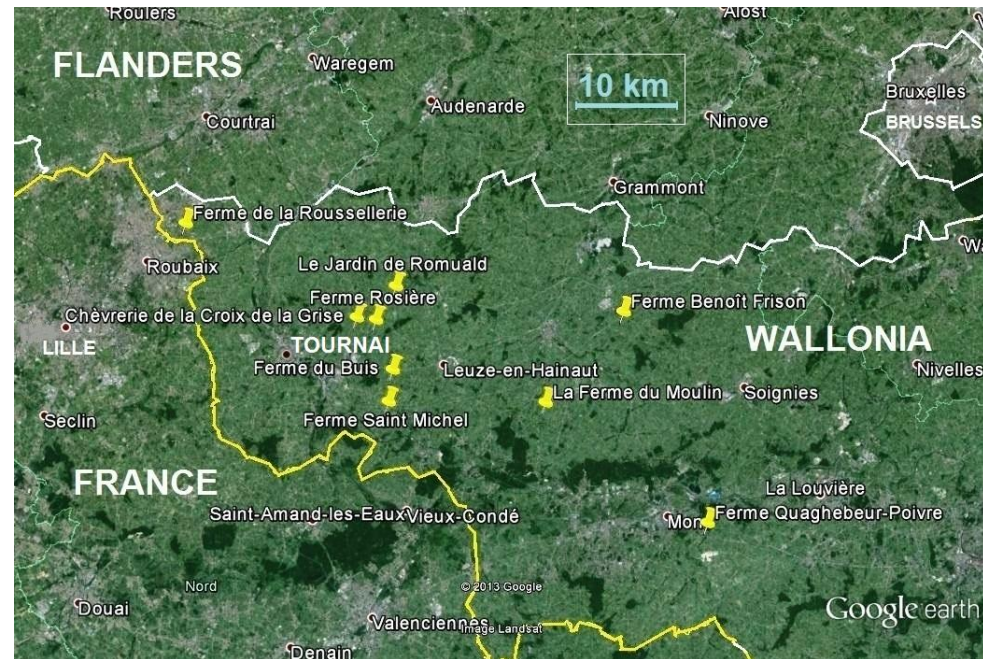 Roulers
Alost
FLANDERS
Waregem
10 km
Bruxelles
Audenarde
BRUSSELS
Courtrai
Ninove
Grammont
Ferme de la Roussellerie
Roubaix
Le Jardin de Romuald
Ferme Rosière
Ferme Benoît Frison
Chèvrerie de la Croix de la Grise
WALLONIA
LILLE
TOURNAI
Ferme du Buis
Leuze-en-Hainaut
Nivelles
La Ferme du Moulin
Soignies
Seclin
Ferme Saint Michel
FRANCE
La Louvière
Saint-Amand-les-Eaux
Vieux-Condé
Mon
Ferme Quaghebeur-Poivre
Nord
© 2013 Google
Douai
Google earth
Valenciennes
Image Landsat
Denain